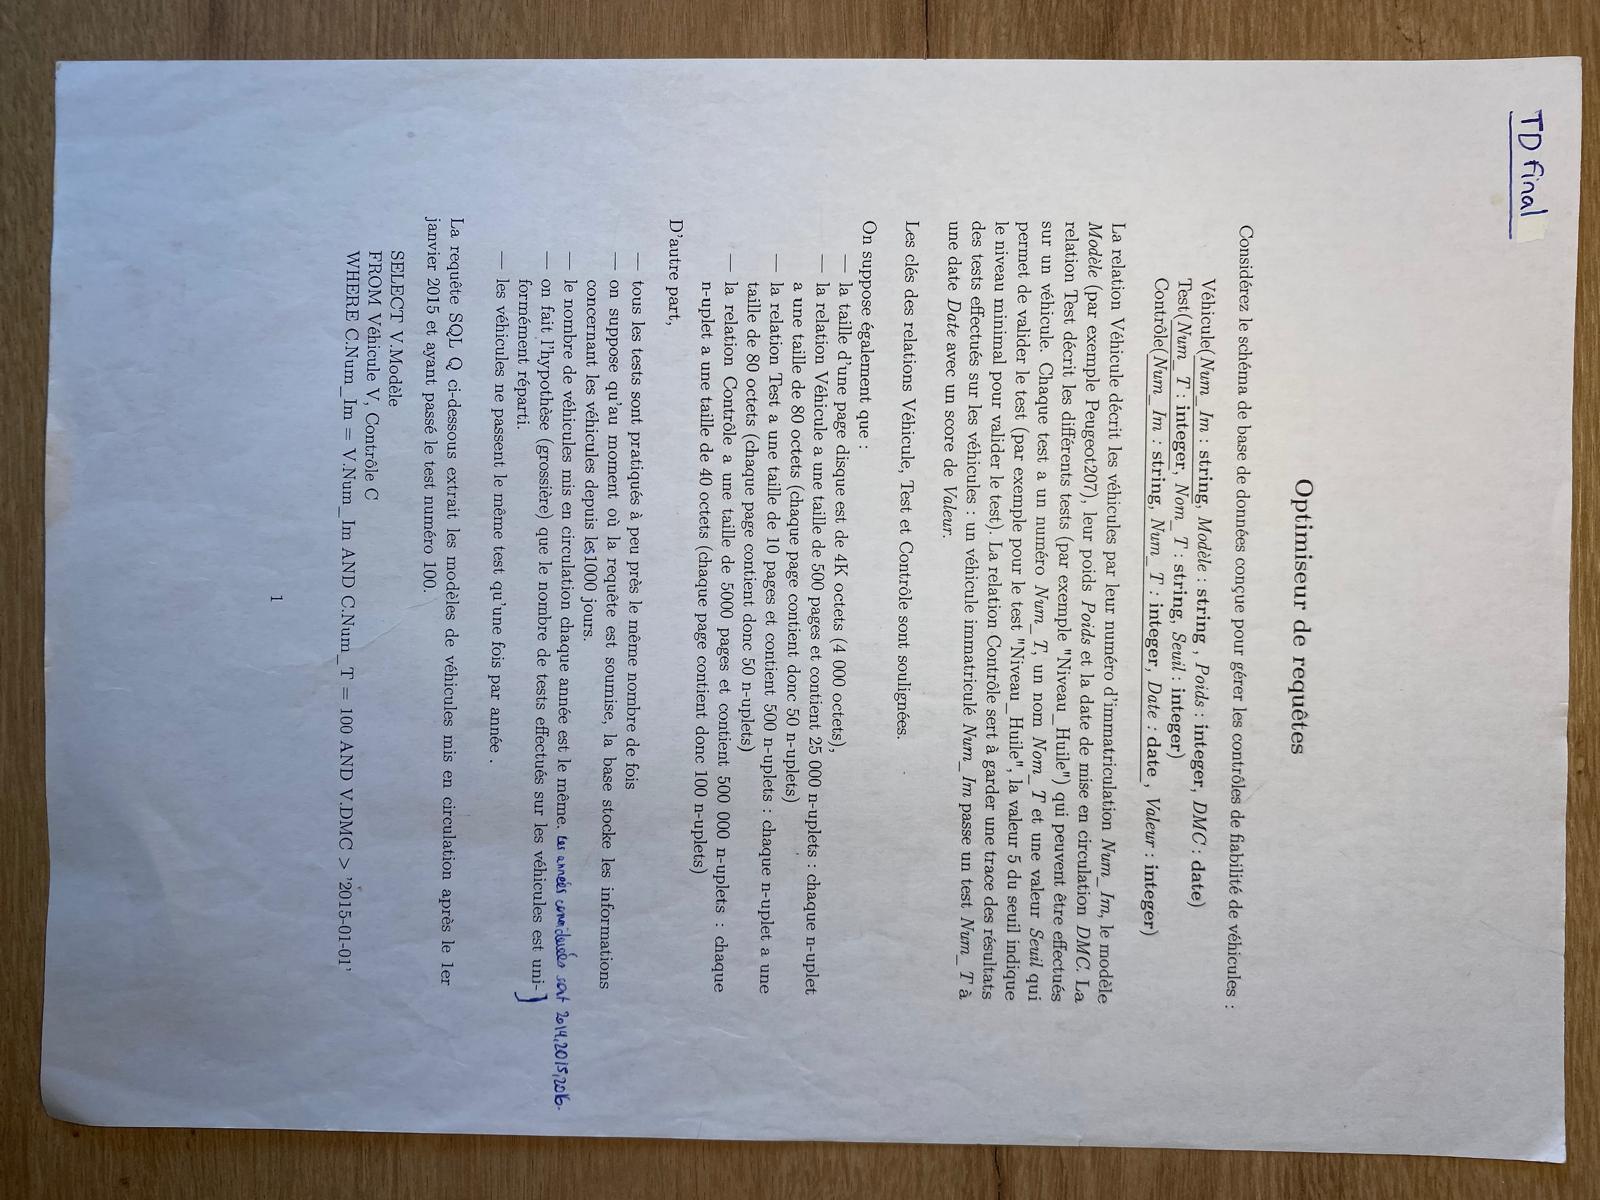 TD Final
Optimiseur de requêtes
Considérez le schéma de base de données conçue pour gérer les contrôles de fiabilité de véhicules :
Véhicule(Num_Im : string, Modèle : string , Poids : integer, DMC : date)
Test(Num_T : integer, Nom_T : string, Seuil : integer)
Contrôle(Num_Im : string, Num_T : integer, Date : date , Valeur : integer)
La relation Véhicule décrit les véhicules par leur numéro d'immatriculation Num_Im, le modèle
Modèle (par exemple Peugeot207), leur poids Poids et la date de mise en circulation DMC. La
relation Test décrit les différents tests (par exemple "Niveau_Huile") qui peuvent être effectués
sur un véhicule. Chaque test a un numéro Num_T, un nom Nom_T et une valeur Seuil qui
permet de valider le test (par exemple pour le test "Niveau_Huile", la valeur 5 du seuil indique
le niveau minimal pour valider le test). La relation Contrôle sert à garder une trace des résultats
des tests effectués sur les véhicules : un véhicule immatriculé Num_Im passe un test Num_T à
une date Date avec un score de Valeur.
Les clés des relations Véhicule, Test et Contrôle sont soulignées.
On suppose également que :
— la taille d'une page disque est de 4K octets (4 000 octets),
— la relation Véhicule a une taille de 500 pages et contient 25 000 n-uplets : chaque n-uplet
a une taille de 80 octets (chaque page contient donc 50 n-uplets)
— la relation Test a une taille de 10 pages et contient 500 n-uplets : chaque n-uplet a une
taille de 80 octets (chaque page contient donc 50 n-uplets)
— la relation Contrôle a une taille de 5000 pages et contient 500 000 n-uplets : chaque
n-uplet a une taille de 40 octets (chaque page contient donc 100 n-uplets)
D'autre part,
— tous les tests sont pratiqués à peu près le même nombre de fois
— on suppose qu'au moment où la requête est soumise, la base stocke les informations
concernant les véhicules depuis les 1000 jours.
— le nombre de véhicules mis en circulation chaque année est le même. Les années considérées sont 2014, 2015, 2016.
— on fait l'hypothèse (grossière) que le nombre de tests effectués sur les véhicules est uni-
formément réparti.
— les véhicules ne passent le même test qu'une fois par année .
La requête SQL Q ci-dessous extrait les modèles de véhicules mis en circulation après le 1er
janvier 2015 et ayant passé le test numéro 100.
SELECT V.Modèle
FROM Véhicule V, Contrôle C
WHERE C.Num_Im = V.Num_Im AND C.Num_T = 100 AND V.DMC > '2015-01-01'
1